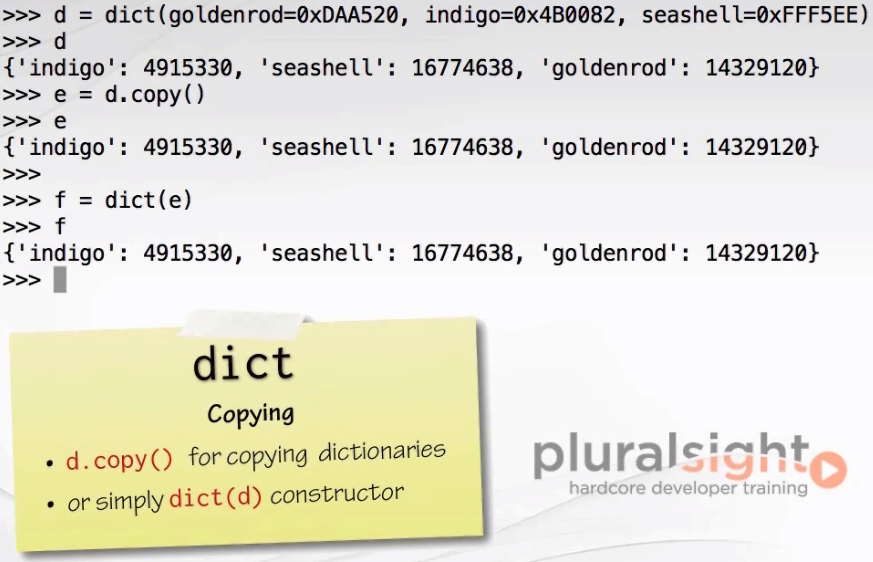 >>> d = dict(goldenrod=0xDAA520, indigo=0x4B0082, seashell=0xFFF5EE)
>>> d
{'indigo': 4915330, 'seashell': 16774638, 'goldenrod': 14329120}
>>> e = d.copy()
>>> e
{'indigo': 4915330, 'seashell': 16774638, 'goldenrod': 14329120}
>>>
>>> f = dict(e)
>>> f
{'indigo': 4915330, 'seashell': 16774638, 'goldenrod': 14329120}
>>>
dict
Copying
• d.copy() for copying dictionaries
• or simply dict(d) constructor
pluralsight
hardcore developer training